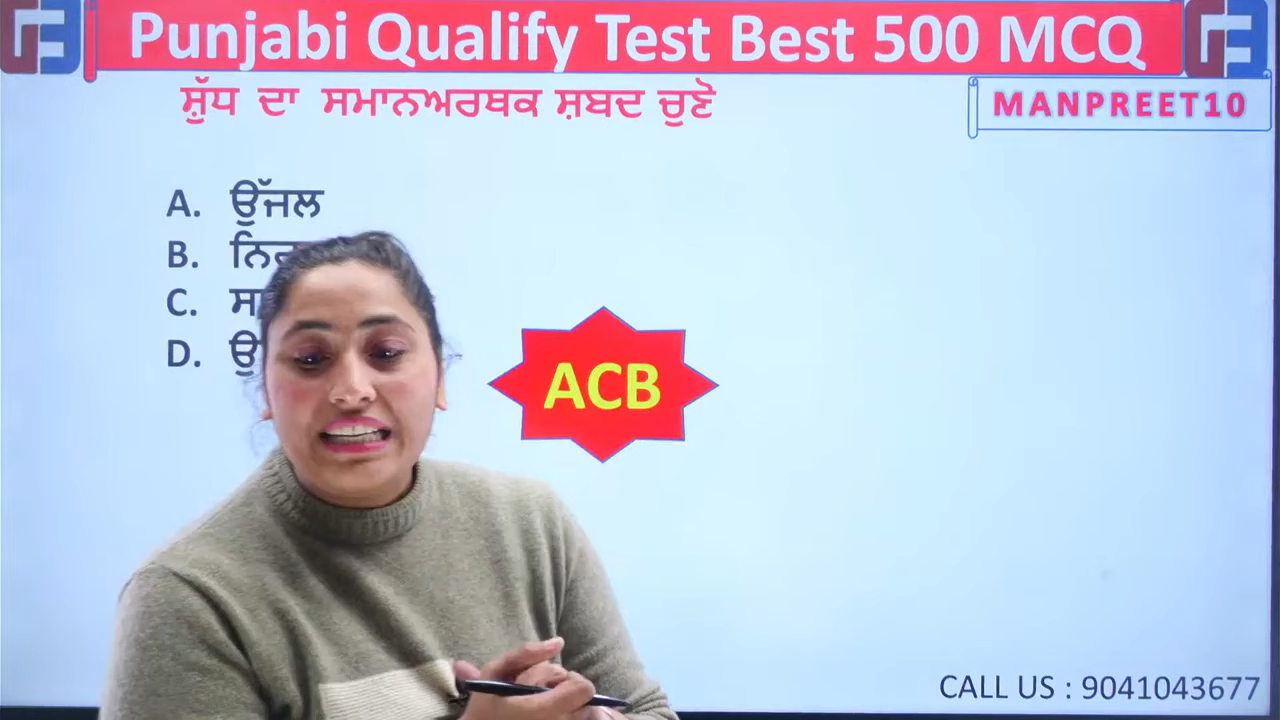 Punjabi Qualify Test Best 500 MCQ
ਸ਼ੁੱਧ ਦਾ ਸਮਾਨਅਰਥਕ ਸ਼ਬਦ ਚੁਣੋ
MANPREET10
A. ਉੱਜਲ
B.
C.
D.
ACB
CALL US : 9041043677